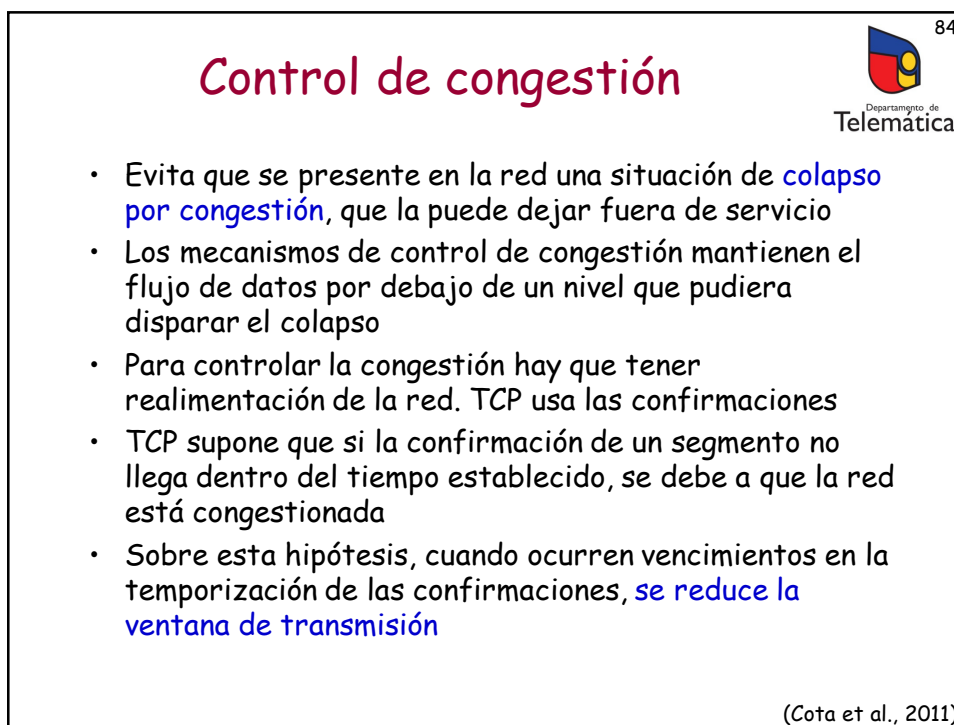 84
Control de congestión
Departamento de
Telemática
• Evita que se presente en la red una situación de colapso
por congestión, que la puede dejar fuera de servicio
• Los mecanismos de control de congestión mantienen el
flujo de datos por debajo de un nivel que pudiera
disparar el colapso
• Para controlar la congestión hay que tener
realimentación de la red. TCP usa las confirmaciones
• TCP supone que si la confirmación de un segmento no
llega dentro del tiempo establecido, se debe a que la red
está congestionada
• Sobre esta hipótesis, cuando ocurren vencimientos en la
temporización de las confirmaciones, se reduce la
ventana de transmisión
(Cota et al., 2011)